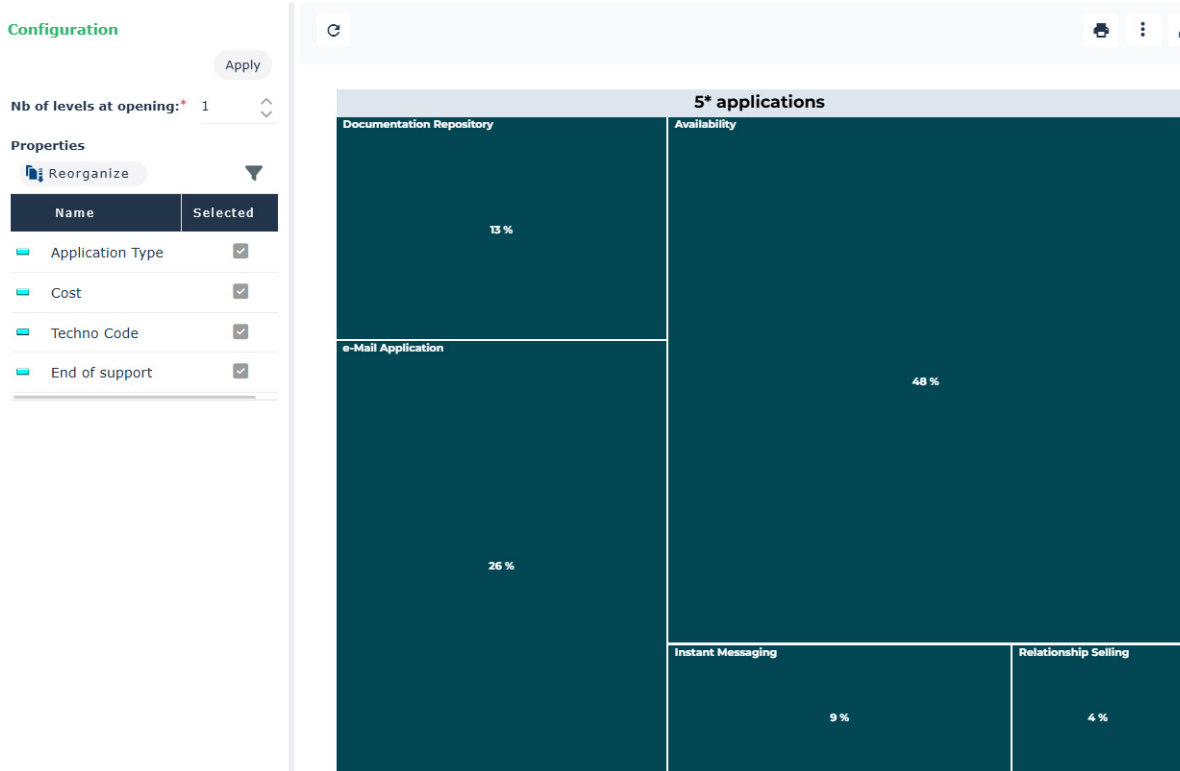 Configuration
Apply
Nb of levels at opening:* 1
Properties
Reorganize
Name Selected
Application Type
Cost
Techno Code
End of support
5* applications
Documentation Repository
13 %
e-Mail Application
26 %
Availability
48 %
Instant Messaging
9 %
Relationship Selling
4 %